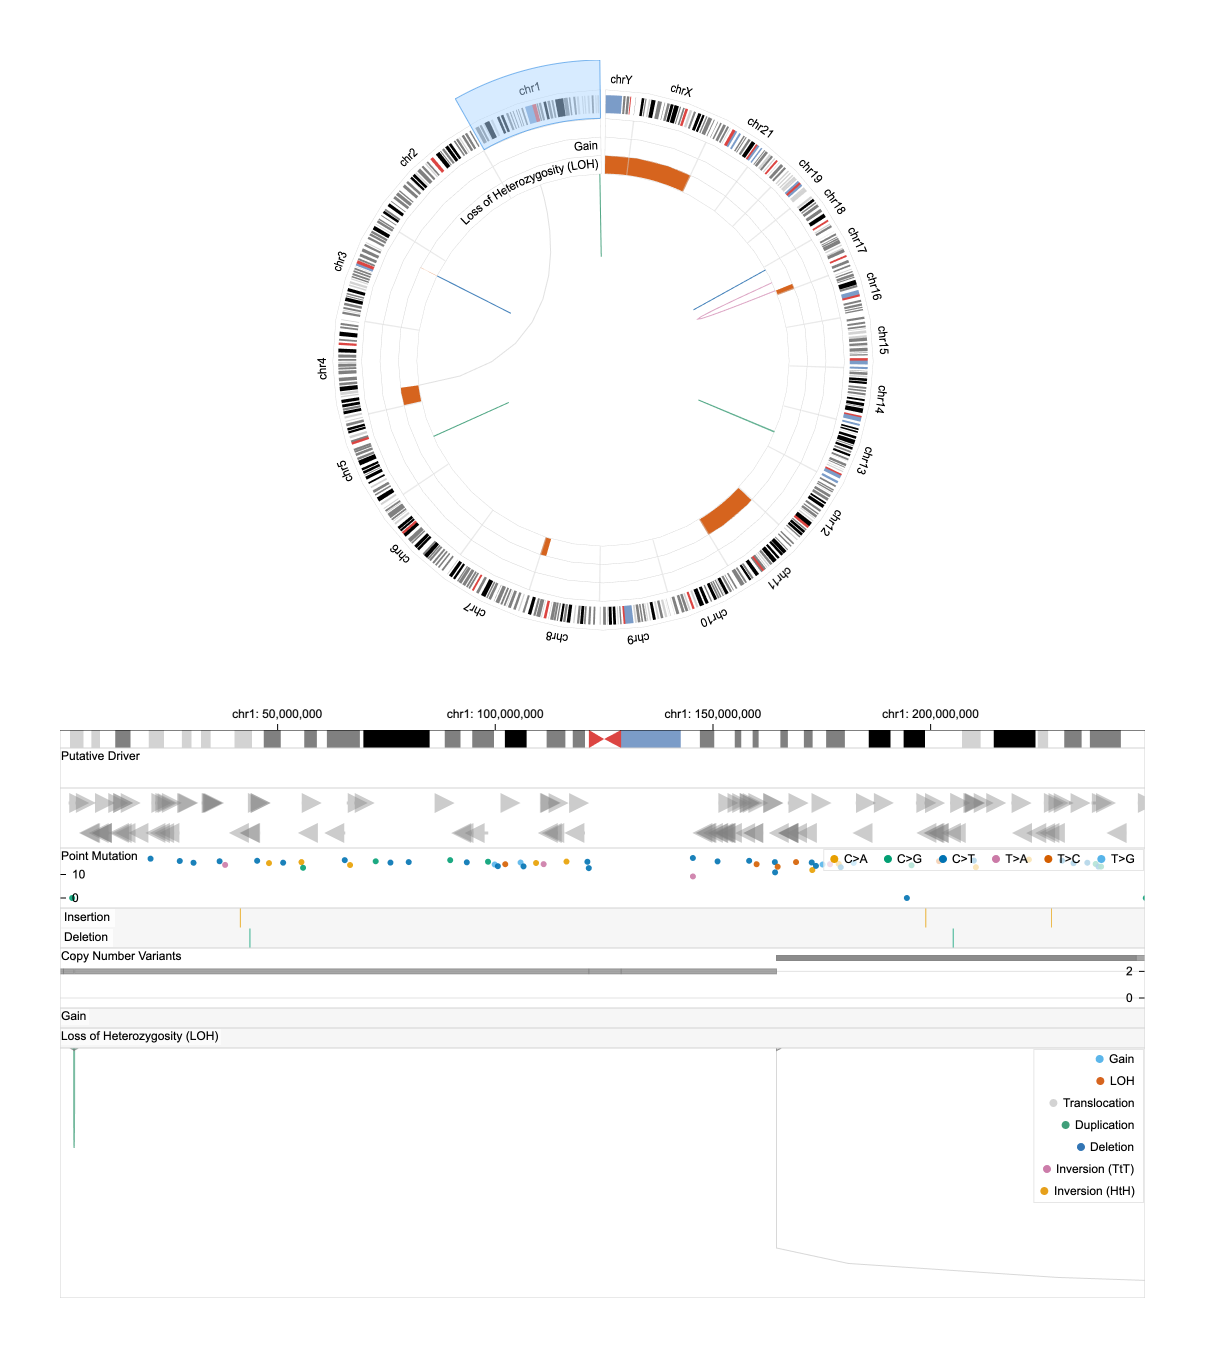 chr1
chrY
chrX
chr21
chr19
chr18
chr17
chr16
chr15
chr14
chr13
chr12
chr11
chr10
chr9
chr8
chr7
chr6
chr5
chr4
chr3
chr2
Gain
Loss of Heterozygosity (LOH)
chr1: 50,000,000 chr1: 100,000,000 chr1: 150,000,000 chr1: 200,000,000
Putative Driver
Point Mutation
C>A C>G C>T T>A T>C T>G
10
0
Insertion
Deletion
Copy Number Variants
2
0
Gain
Loss of Heterozygosity (LOH)
Gain
LOH
Translocation
Duplication
Deletion
Inversion (TtT)
Inversion (HtH)